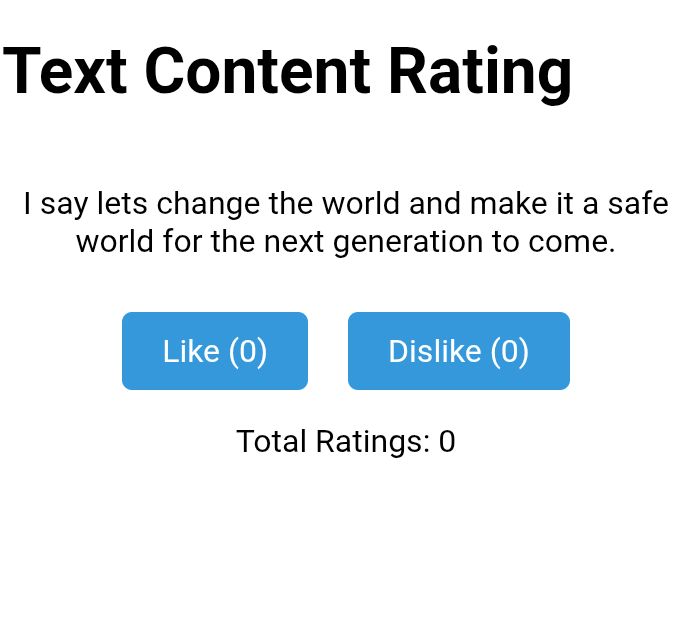 Text Content Rating
I say lets change the world and make it a safe
world for the next generation to come.
Like (0)
Dislike (0)
Total Ratings: 0